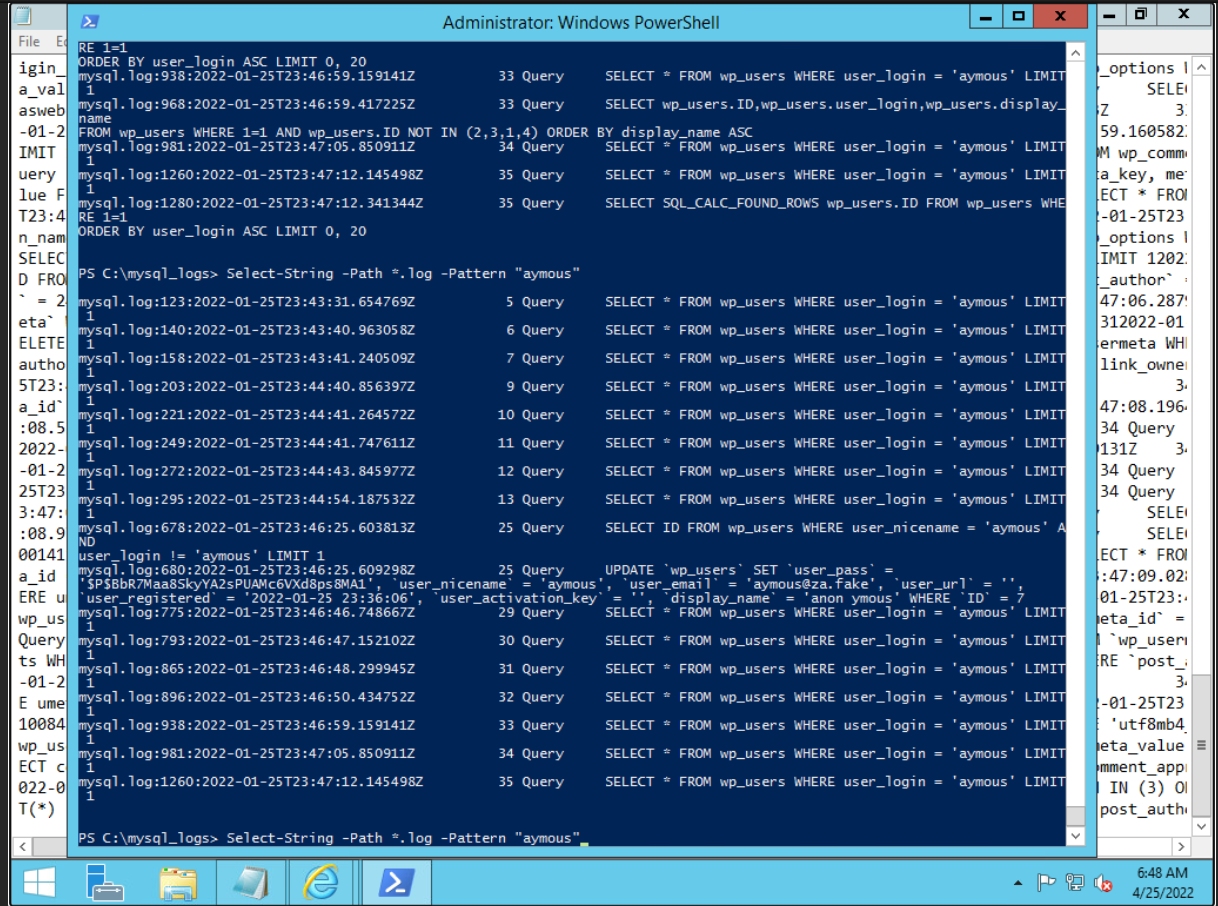 Administrator: Windows PowerShell
File
RE 1=1
ORDER BY user_login ASC LIMIT 0, 20
mysql.log:938:2022-01-25T23:46:59.159141Z 33 Query SELECT * FROM wp_users WHERE user_login = 'aymous' LIMIT
1
mysql.log:968:2022-01-25T23:46:59.417225Z 33 Query SELECT wp_users.ID,wp_users.user_login,wp_users.display_
name
FROM wp_users WHERE 1=1 AND wp_users.ID NOT IN (2,3,1,4) ORDER BY display_name ASC
mysql.log:981:2022-01-25T23:47:05.850911Z 34 Query SELECT * FROM wp_users WHERE user_login = 'aymous' LIMIT
1
mysql.log:1260:2022-01-25T23:47:12.145498Z 35 Query SELECT * FROM wp_users WHERE user_login = 'aymous' LIMIT
1
mysql.log:1280:2022-01-25T23:47:12.341344Z 35 Query SELECT SQL_CALC_FOUND_ROWS wp_users.ID FROM wp_users WHE
RE 1=1
ORDER BY user_login ASC LIMIT 0, 20
PS C:\mysql_logs> Select-String -Path *.log -Pattern "aymous"
mysql.log:123:2022-01-25T23:43:31.654769Z 5 Query SELECT * FROM wp_users WHERE user_login = 'aymous' LIMIT
1
mysql.log:140:2022-01-25T23:43:40.963058Z 6 Query SELECT * FROM wp_users WHERE user_login = 'aymous' LIMIT
1
mysql.log:158:2022-01-25T23:43:41.240509Z 7 Query SELECT * FROM wp_users WHERE user_login = 'aymous' LIMIT
1
mysql.log:203:2022-01-25T23:44:40.856397Z 9 Query SELECT * FROM wp_users WHERE user_login = 'aymous' LIMIT
1
mysql.log:221:2022-01-25T23:44:41.264572Z 10 Query SELECT * FROM wp_users WHERE user_login = 'aymous' LIMIT
1
mysql.log:249:2022-01-25T23:44:41.747611Z 11 Query SELECT * FROM wp_users WHERE user_login = 'aymous' LIMIT
1
mysql.log:272:2022-01-25T23:44:43.845977Z 12 Query SELECT * FROM wp_users WHERE user_login = 'aymous' LIMIT
1
mysql.log:295:2022-01-25T23:44:54.187532Z 13 Query SELECT * FROM wp_users WHERE user_login = 'aymous' LIMIT
1
mysql.log:678:2022-01-25T23:46:25.603813Z 25 Query SELECT ID FROM wp_users WHERE user_nicename = 'aymous' A
ND
user_login != 'aymous' LIMIT 1
mysql.log:680:2022-01-25T23:46:25.609298Z 25 Query UPDATE `wp_users` SET `user_pass` =
'$P$BbR7Maa8SkyYA2sPUAMc6VXd8ps8MA1', `user_nicename` = 'aymous', `user_email` = 'aymous@za.fake', `user_url` = '',
`user_registered` = '2022-01-25 23:36:06', `user_activation_key` = '', `display_name` = 'anon ymous' WHERE `ID` = 7
mysql.log:775:2022-01-25T23:46:46.748667Z 29 Query SELECT * FROM wp_users WHERE user_login = 'aymous' LIMIT
1
mysql.log:793:2022-01-25T23:46:47.152102Z 30 Query SELECT * FROM wp_users WHERE user_login = 'aymous' LIMIT
1
mysql.log:865:2022-01-25T23:46:48.299945Z 31 Query SELECT * FROM wp_users WHERE user_login = 'aymous' LIMIT
1
mysql.log:896:2022-01-25T23:46:50.434752Z 32 Query SELECT * FROM wp_users WHERE user_login = 'aymous' LIMIT
1
mysql.log:938:2022-01-25T23:46:59.159141Z 33 Query SELECT * FROM wp_users WHERE user_login = 'aymous' LIMIT
1
mysql.log:981:2022-01-25T23:47:05.850911Z 34 Query SELECT * FROM wp_users WHERE user_login = 'aymous' LIMIT
1
mysql.log:1260:2022-01-25T23:47:12.145498Z 35 Query SELECT * FROM wp_users WHERE user_login = 'aymous' LIMIT
1
PS C:\mysql_logs> Select-String -Path *.log -Pattern "aymous"_
6:48 AM
4/25/2022